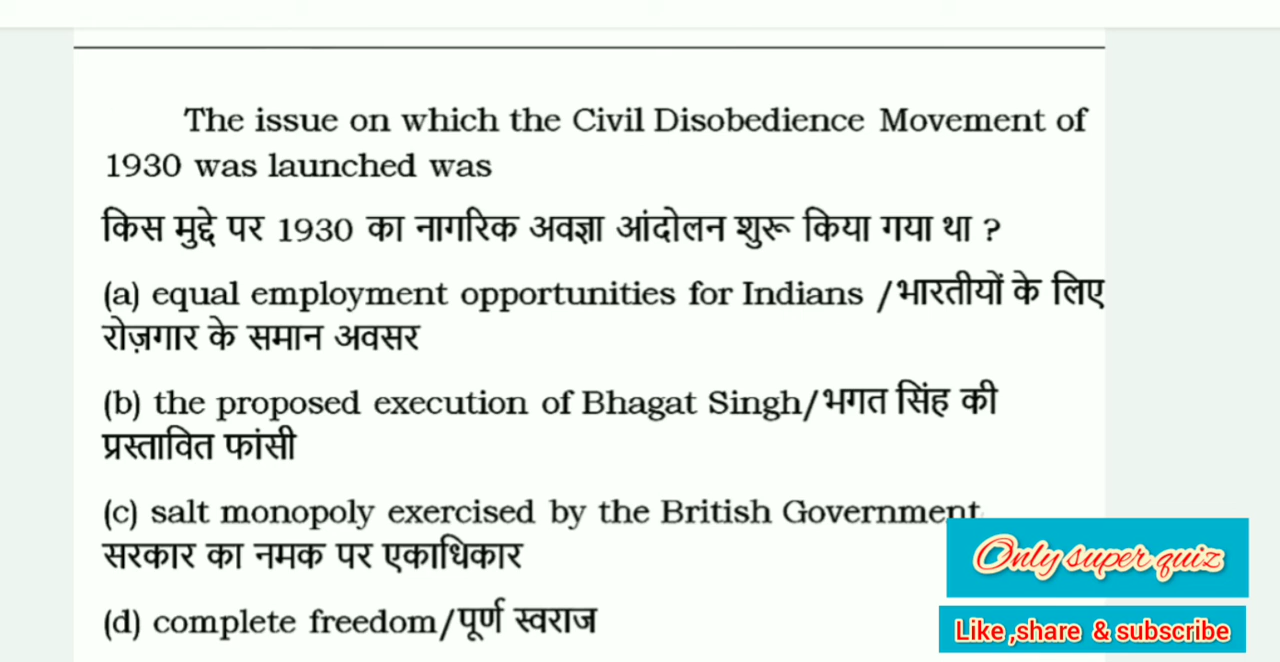 The issue on which the Civil Disobedience Movement of
1930 was launched was
किस मुद्दे पर 1930 का नागरिक अवज्ञा आंदोलन शुरू किया गया था ?
(a) equal employment opportunities for Indians /भारतीयों के लिए
रोज़गार के समान अवसर
(b) the proposed execution of Bhagat Singh/भगत सिंह की
प्रस्तावित फांसी
(c) salt monopoly exercised by the British Government
सरकार का नमक पर एकाधिकार
(d) complete freedom/पूर्ण स्वराज
Only super quiz
Like ,share & subscribe